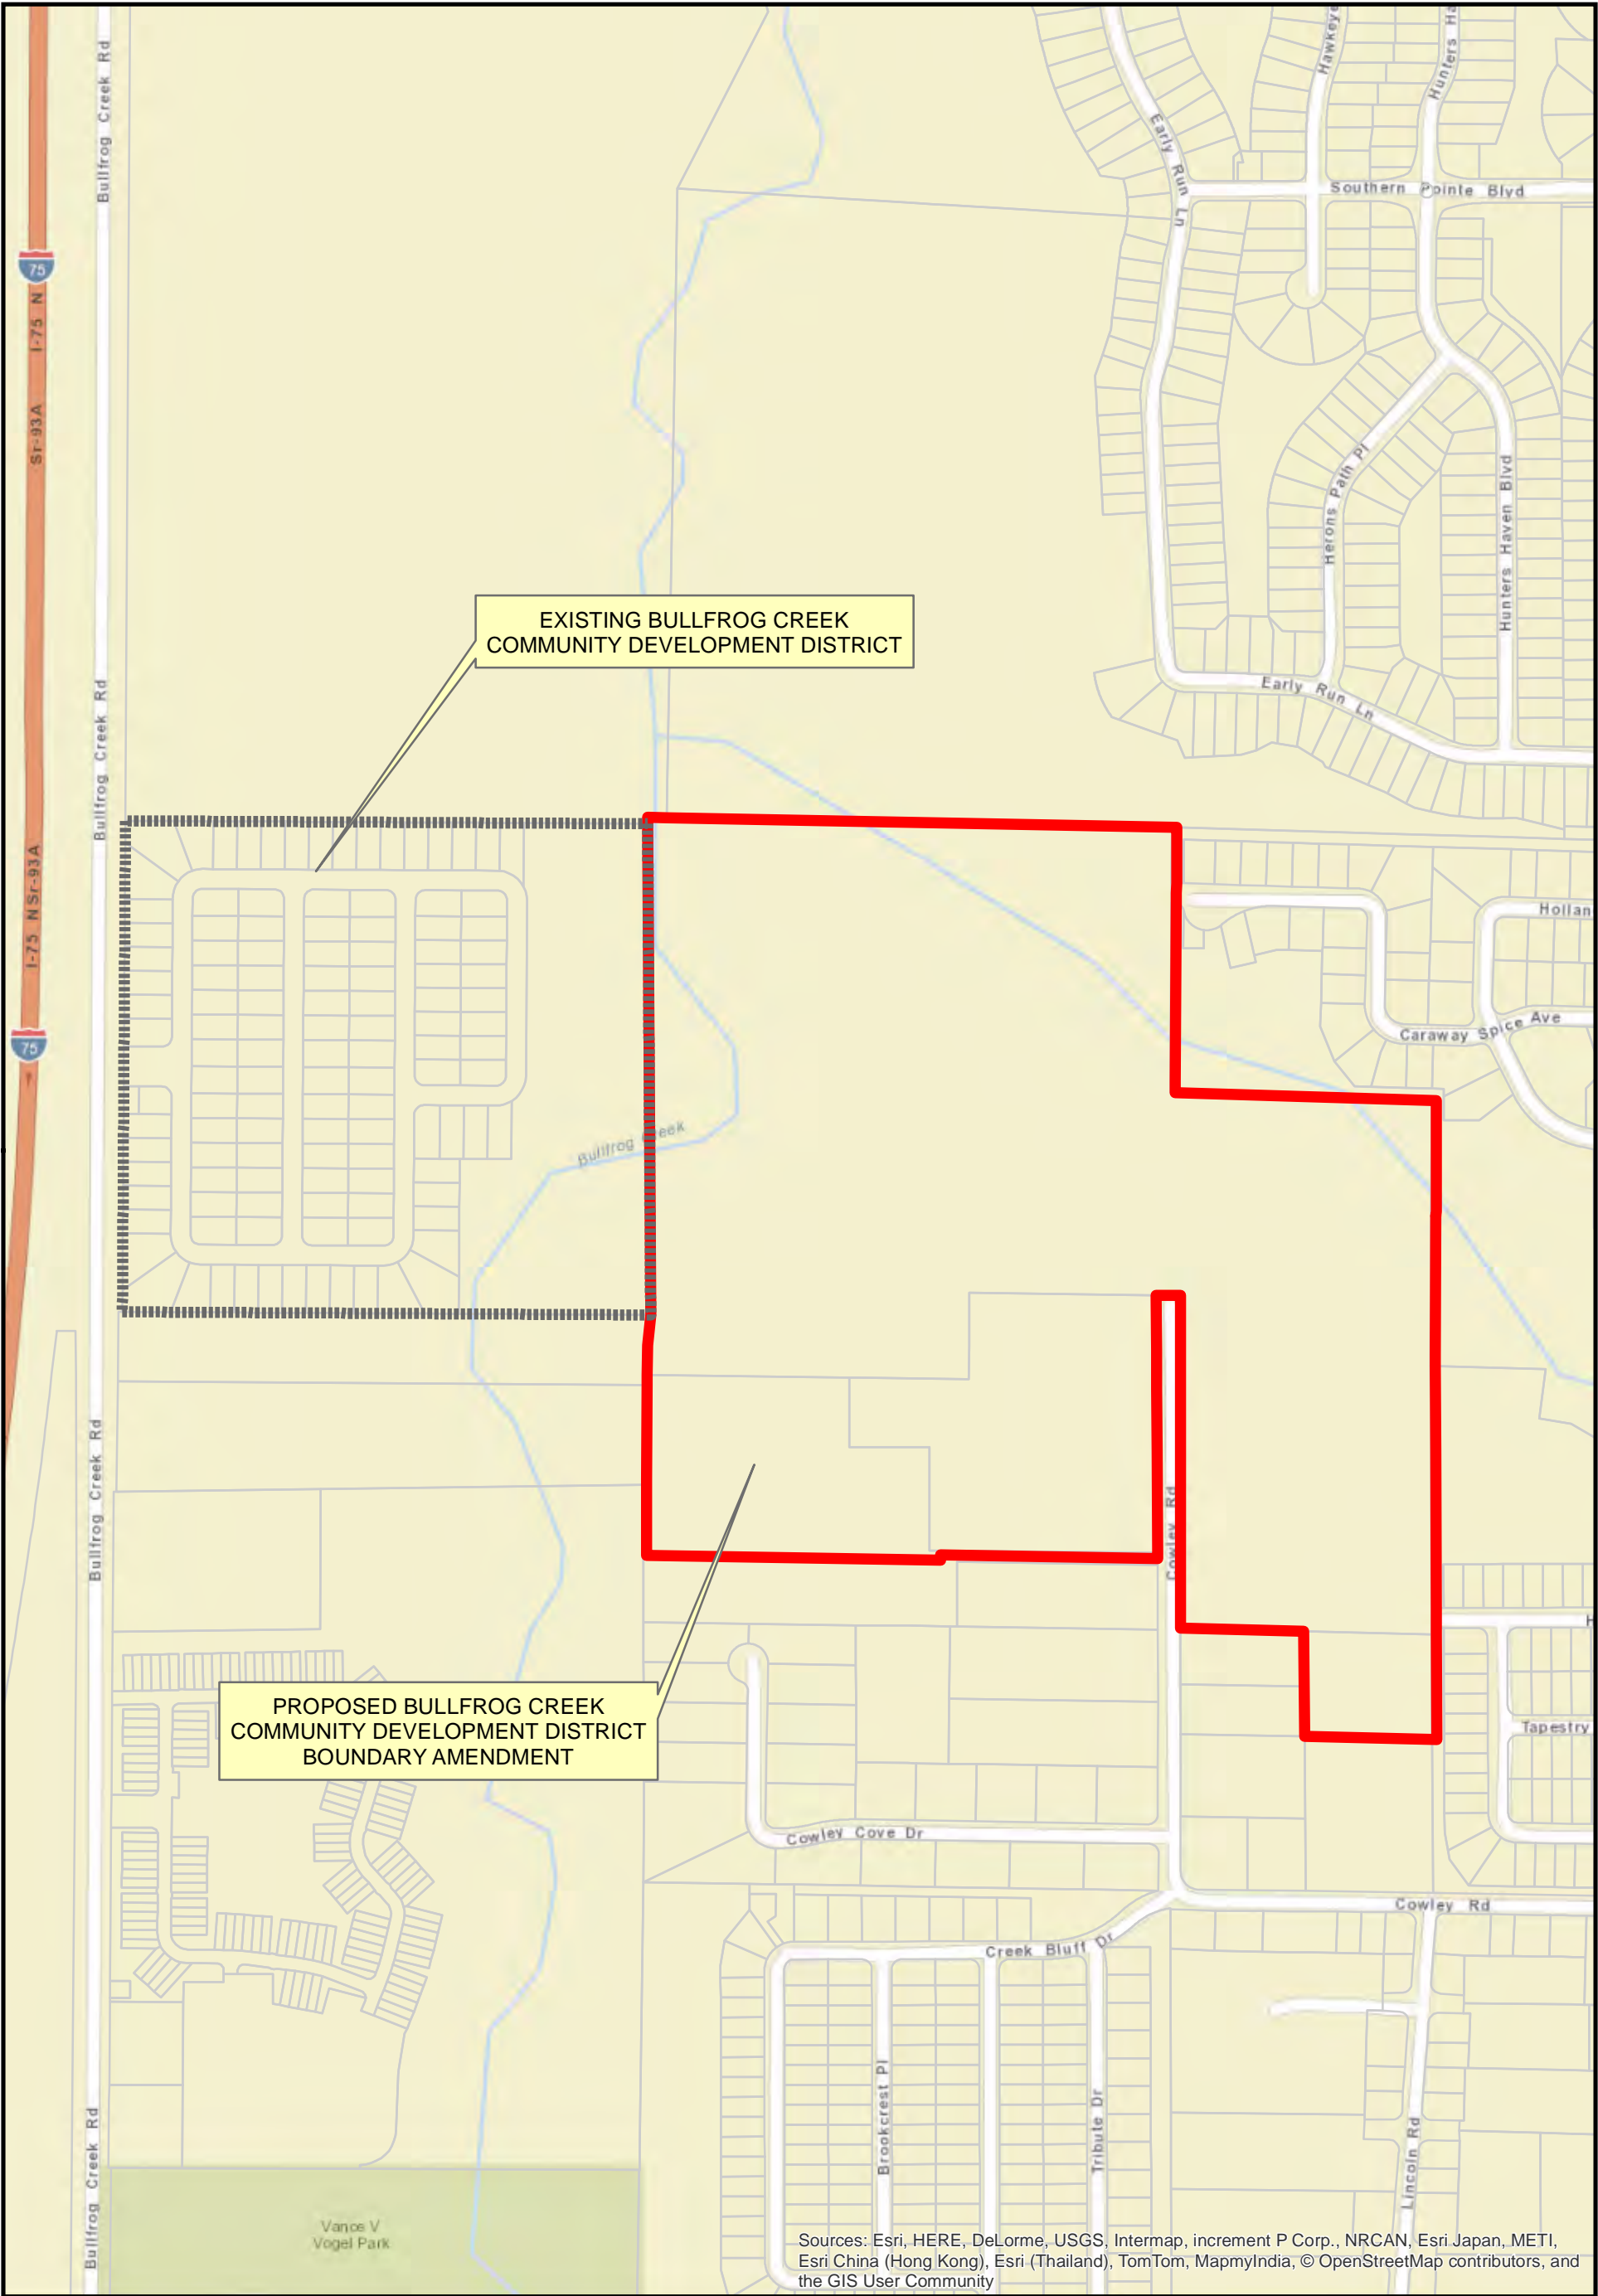 Bullfrog Creek Rd
Hawkeye
Hunters Ha
Early Run Ln
Southern Pointe Blvd
75
I-75 N
Sr-93A
Herons Path Pl
Hunters Haven Blvd
EXISTING BULLFROG CREEK
COMMUNITY DEVELOPMENT DISTRICT
Bullfrog Creek Rd
Early Run Ln
I-75 NSr-93A
Hollan
75
Caraway Spice Ave
Bullfrog Creek
Bullfrog Creek Rd
Cowley Rd
H
PROPOSED BULLFROG CREEK
COMMUNITY DEVELOPMENT DISTRICT
BOUNDARY AMENDMENT
Tapestry
Cowley Cove Dr
Cowley Rd
Creek Bluff Dr
Brookcrest Pl
Tribute Dr
Lincoln Rd
Bullfrog Creek Rd
Vance V
Vogel Park
Sources: Esri, HERE, DeLorme, USGS, Intermap, increment P Corp., NRCAN, Esri Japan, METI,
Esri China (Hong Kong), Esri (Thailand), TomTom, MapmyIndia, © OpenStreetMap contributors, and
the GIS User Community